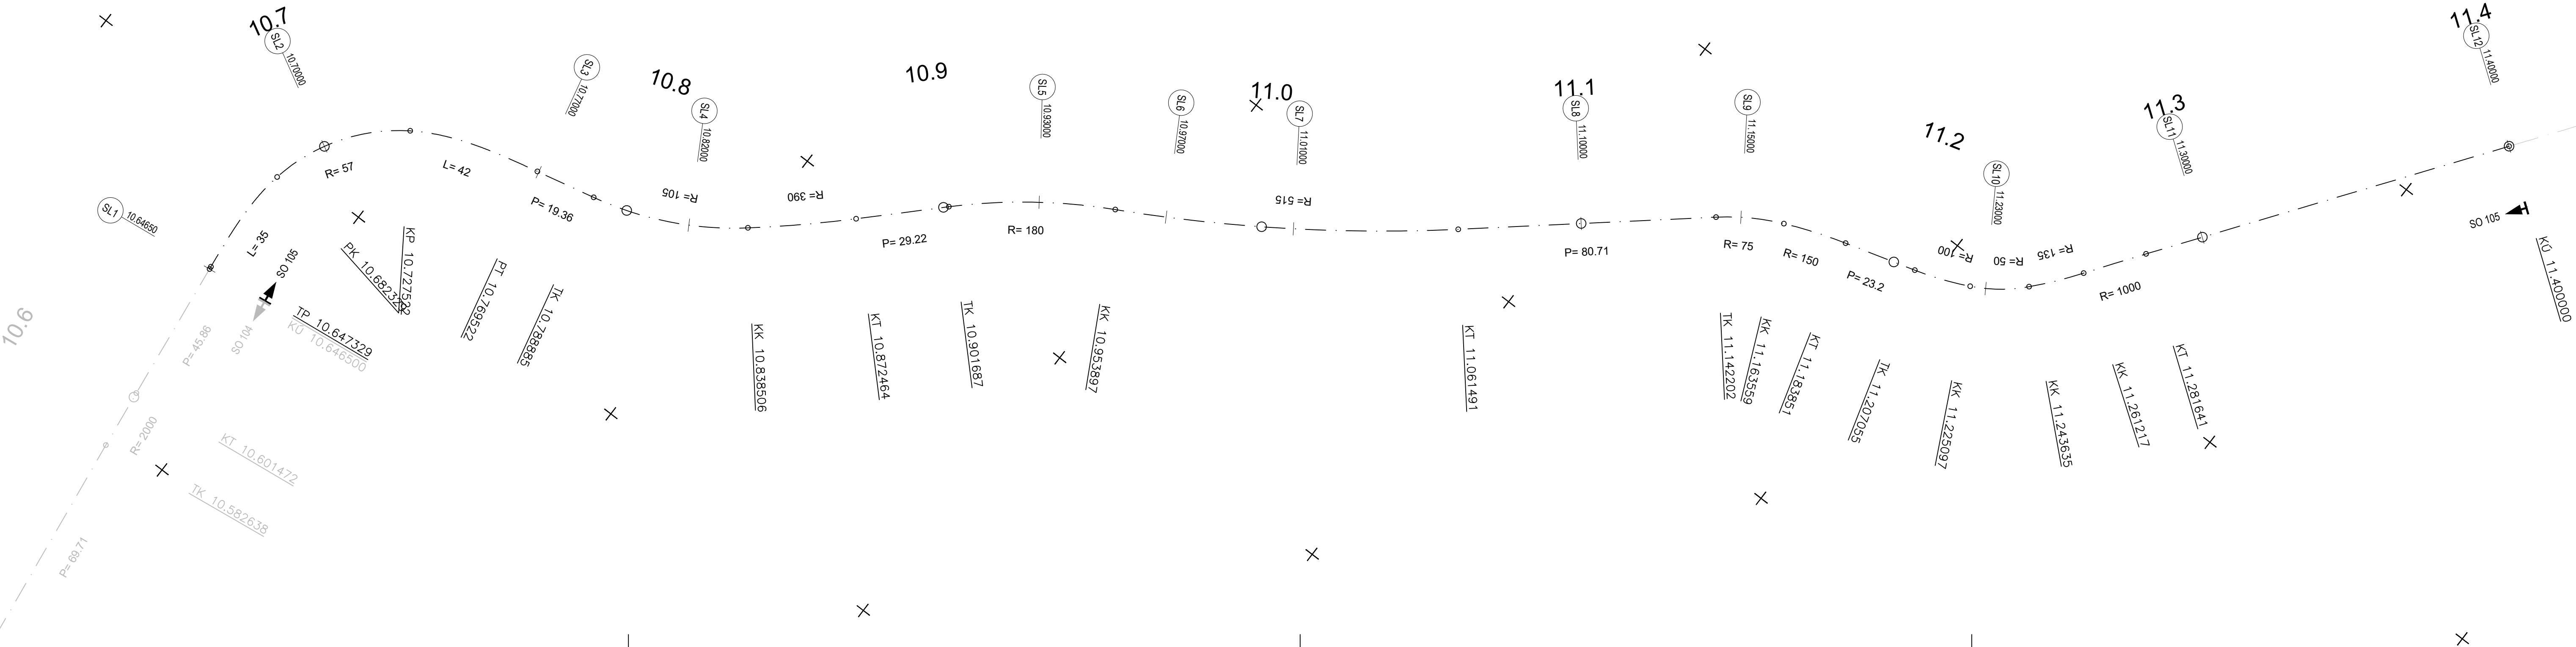 10.6
10.7
10.8
10.9
11.0
11.1
11.2
11.3
11.4
SL1 10.64650
SL2 10.70000
SL3 10.77000
SL4 10.82000
SL5 10.93000
SL6 10.97000
SL7 11.01000
SL8 11.10000
SL9 11.15000
SL10 11.23000
SL11 11.30000
SL12 11.40000
P= 69.71
R= 2000
P= 45.86
L= 35
R= 57
L= 42
P= 19.36
R= 105
R= 390
P= 29.22
R= 180
R= 515
P= 80.71
R= 75
R= 150
P= 23.2
R= 100
R= 50
R= 135
R= 1000
SO 104
SO 105
SO 105
TK 10.582638
KT 10.601472
KÚ 10.646500
TP 10.647329
KP 10.727522
PT 10.769522
TK 10.788885
KK 10.838506
KT 10.872464
TK 10.901687
KK 10.953897
KT 11.061491
TK 11.142202
KK 11.163559
KT 11.183851
TK 11.207055
KK 11.225097
KK 11.243635
KK 11.261217
KT 11.281641
KÚ 11.400000